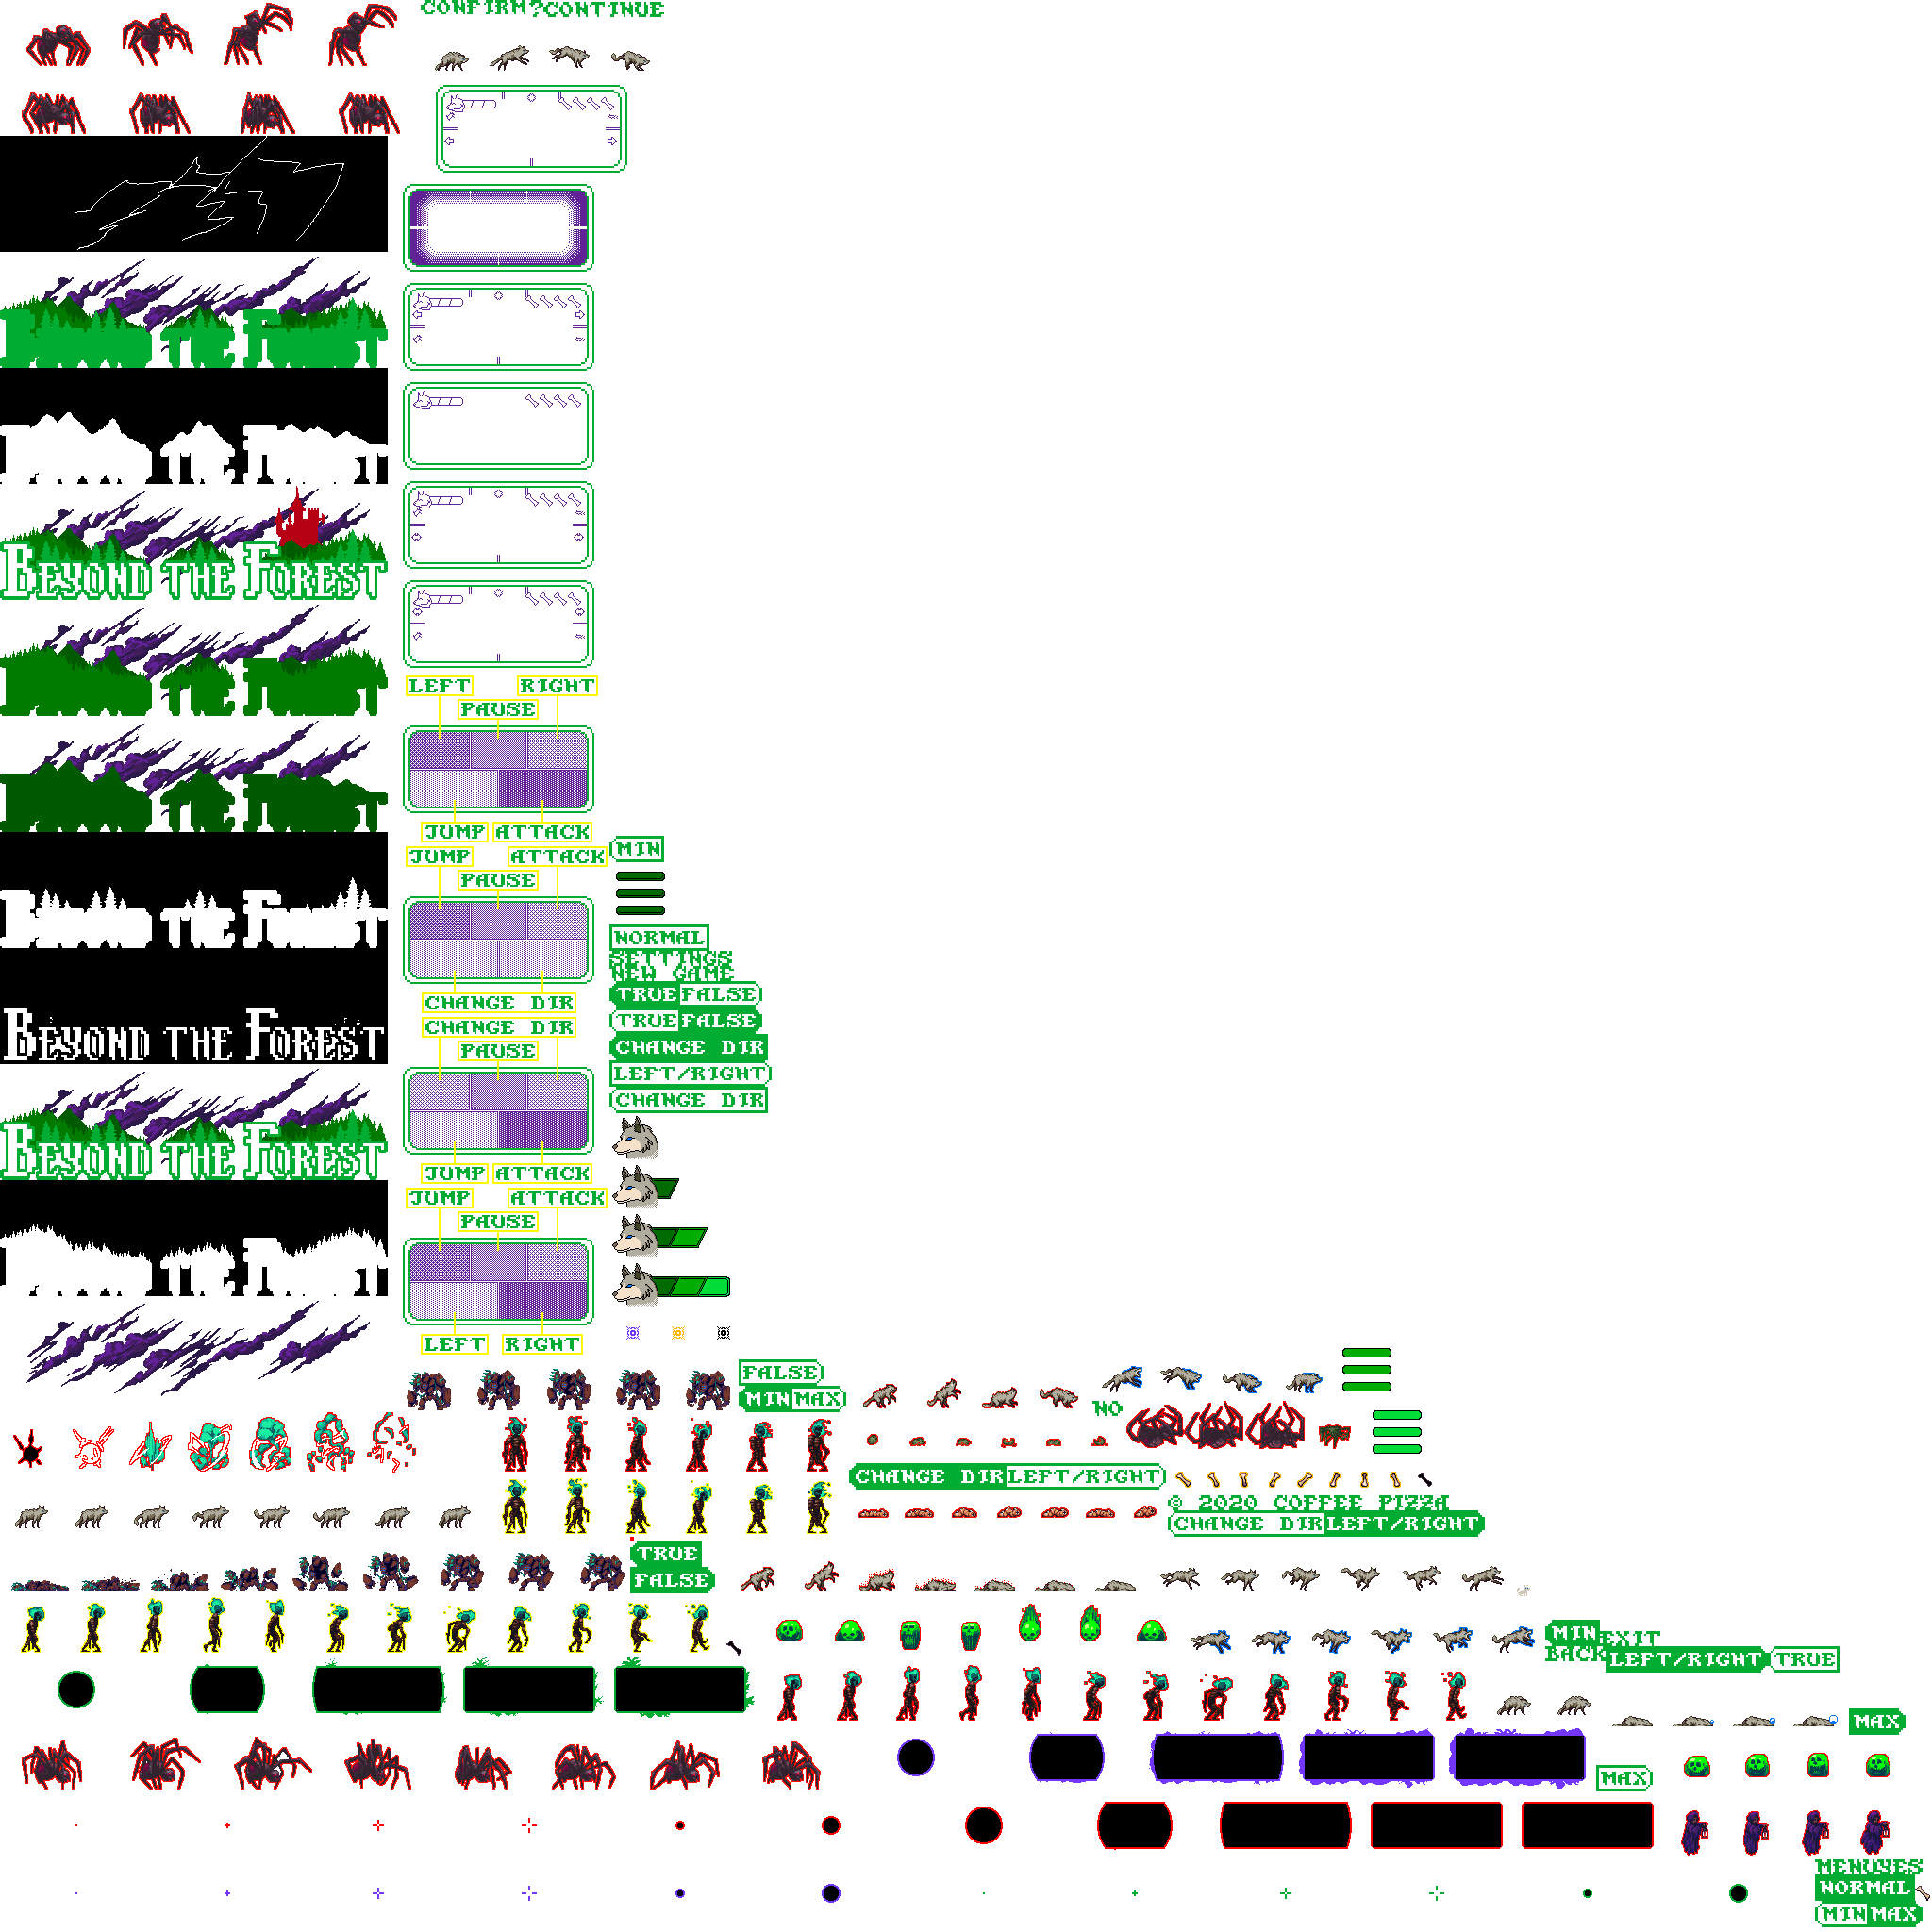 CONFIRM?CONTINUE
BEYOND THE FOREST
LEFT RIGHT
PAUSE
JUMP ATTACK
JUMP ATTACK
PAUSE
CHANGE DIR
CHANGE DIR
PAUSE
JUMP ATTACK
JUMP ATTACK
PAUSE
LEFT RIGHT
BEYOND THE FOREST
BEYOND THE FOREST
MIN
NORMAL
SETTINGS
NEW GAME
TRUE FALSE
TRUE FALSE
CHANGE DIR
LEFT/RIGHT
CHANGE DIR
FALSE
MIN MAX
NO
CHANGE DIR LEFT/RIGHT
© 2020 COFFEE PIZZA
CHANGE DIR LEFT/RIGHT
TRUE
FALSE
MIN EXIT
BACK LEFT/RIGHT TRUE
MAX
MAX
MENU YES
NORMAL
MIN MAX